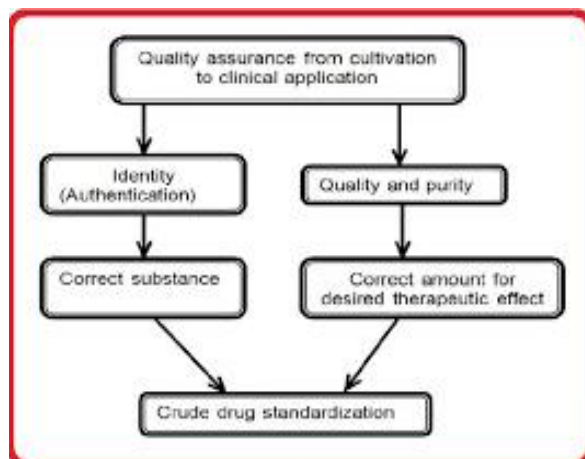 Quality assurance from cultivation
to clinical application
Identity
(Authentication)
Quality and purity
Correct substance
Correct amount for
desired therapeutic effect
Crude drug standardization